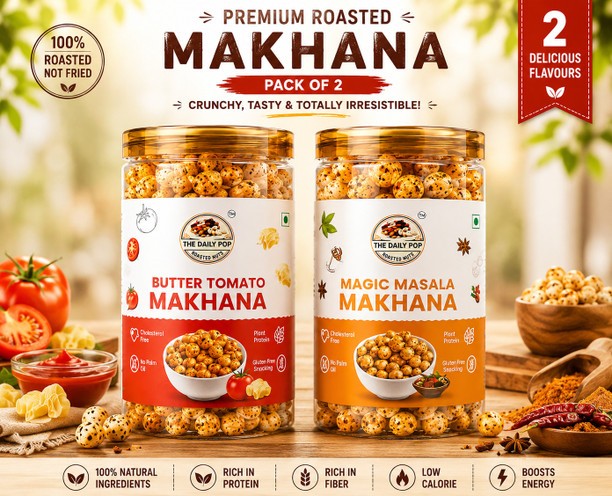 PREMIUM ROASTED
MAKHANA
PACK OF 2
CRUNCHY, TASTY & TOTALLY IRRESISTIBLE!
100%
ROASTED
NOT FRIED
2
DELICIOUS
FLAVOURS
THE DAILY POP
ROASTED NUTS
BUTTER TOMATO
MAKHANA
Cholesterol
Free
Plant
Protein
No Palm
Oil
Gluten Free
Snacking
THE DAILY POP
ROASTED NUTS
MAGIC MASALA
MAKHANA
Cholesterol
Free
Plant
Protein
No Palm
Oil
Gluten Free
Snacking
100% NATURAL
INGREDIENTS
RICH IN
PROTEIN
RICH IN
FIBER
LOW
CALORIE
BOOSTS
ENERGY